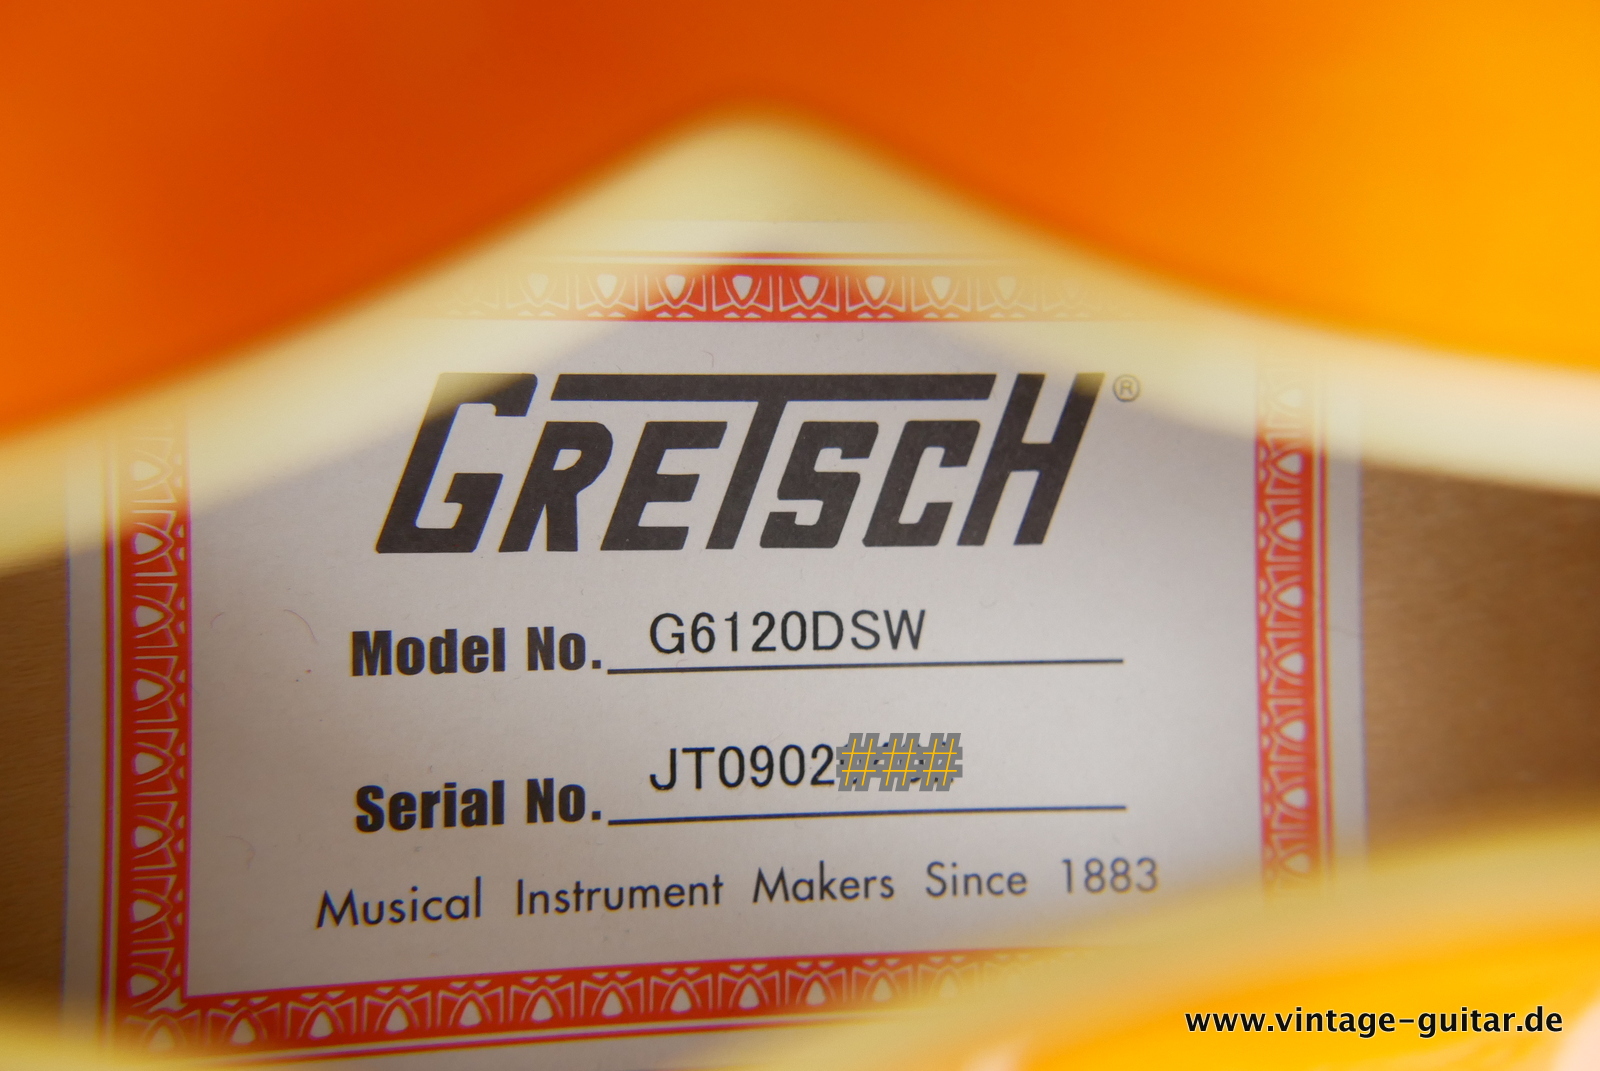 GRETSCH®
Model No. G6120DSW
Serial No. JT0902###
Musical Instrument Makers Since 1883
www.vintage-guitar.de